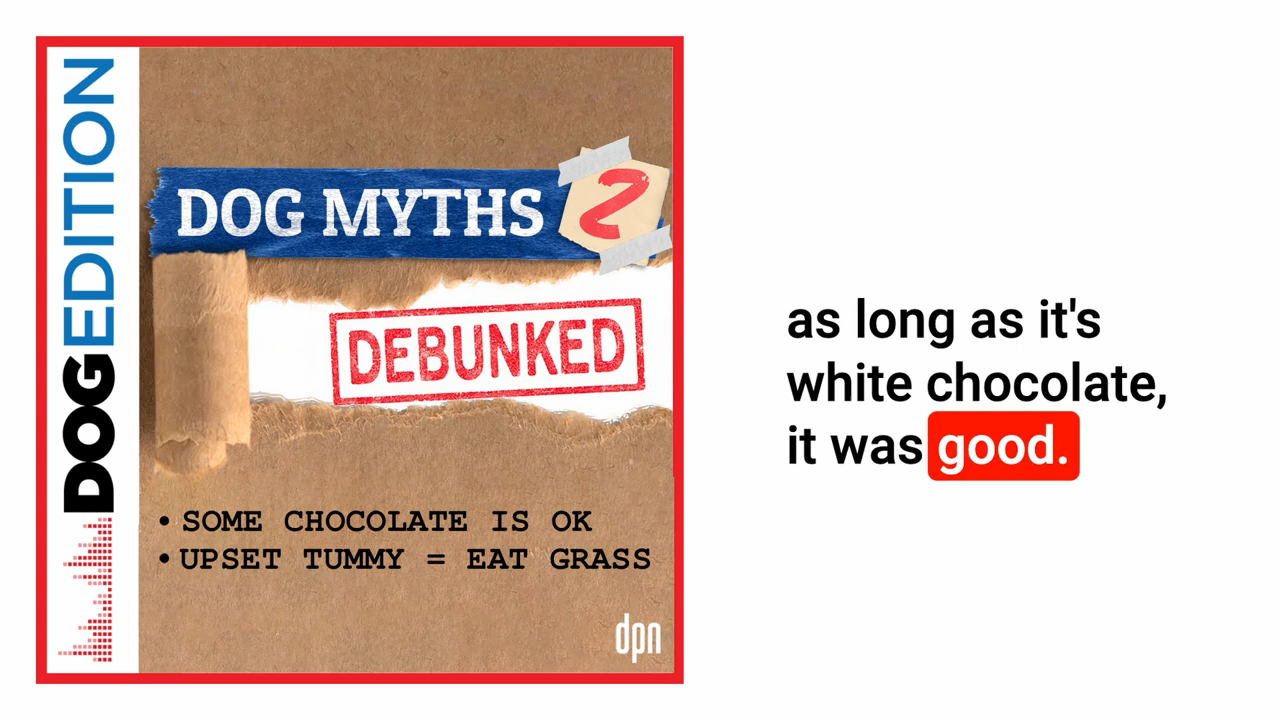 DOGEDITION
DOG MYTHS 2
DEBUNKED
• SOME CHOCOLATE IS OK
• UPSET TUMMY = EAT GRASS
dpn
as long as it's
white chocolate,
it was good.